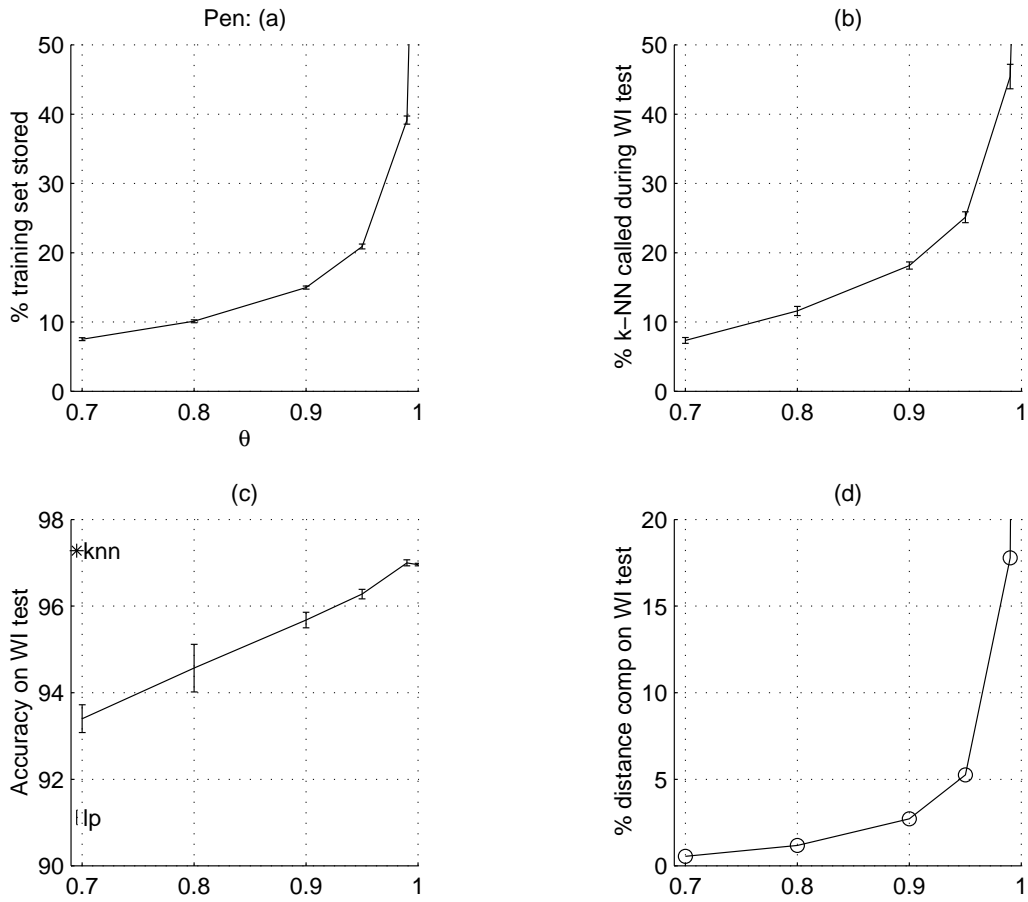 Pen: (a)
50
40
30
20
10
0
% training set stored
0.7 0.8 0.9 1
θ
(b)
50
40
30
20
10
0
% k−NN called during WI test
0.7 0.8 0.9 1
(c)
98
96
94
92
90
Accuracy on WI test
knn
lp
0.7 0.8 0.9 1
(d)
20
15
10
5
0
% distance comp on WI test
0.7 0.8 0.9 1